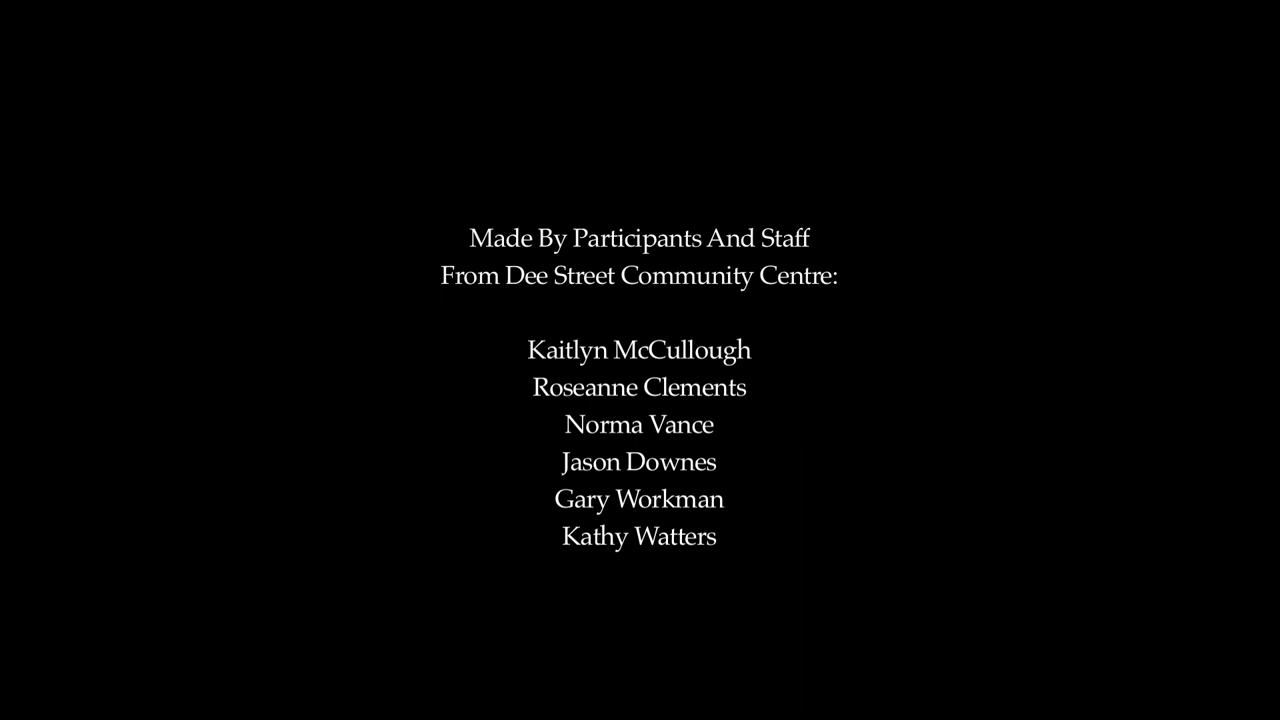 Made By Participants And Staff
From Dee Street Community Centre:
Kaitlyn McCullough
Roseanne Clements
Norma Vance
Jason Downes
Gary Workman
Kathy Watters